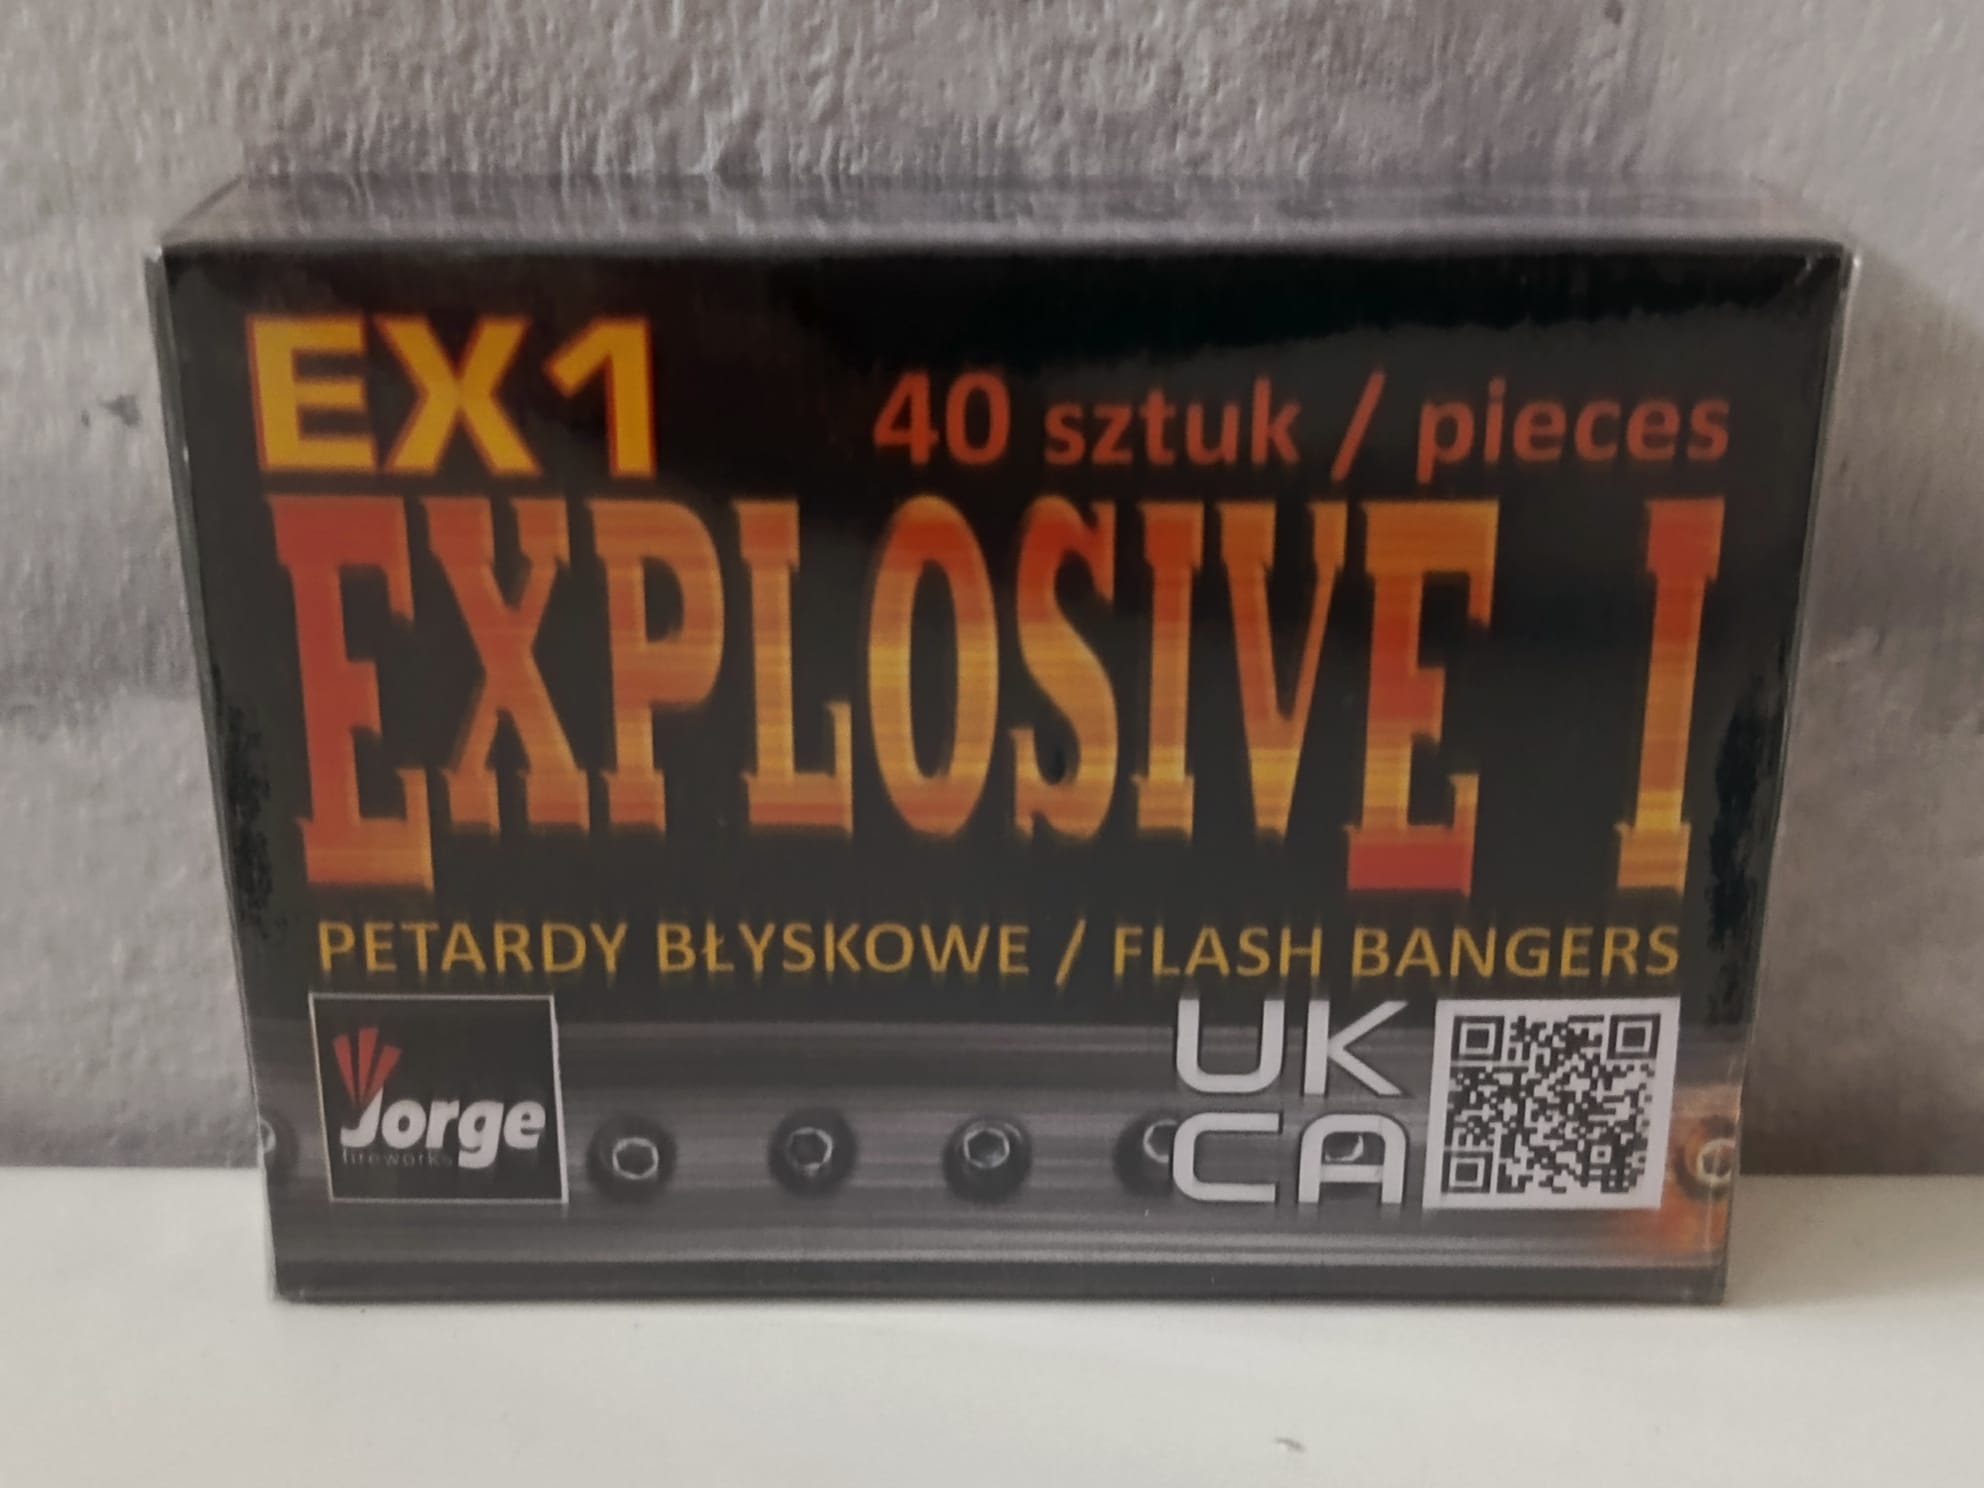 EX1
40 sztuk / pieces
EXPLOSIVE I
PETARDY BŁYSKOWE / FLASH BANGERS
Jorge
fireworks
UK
CA